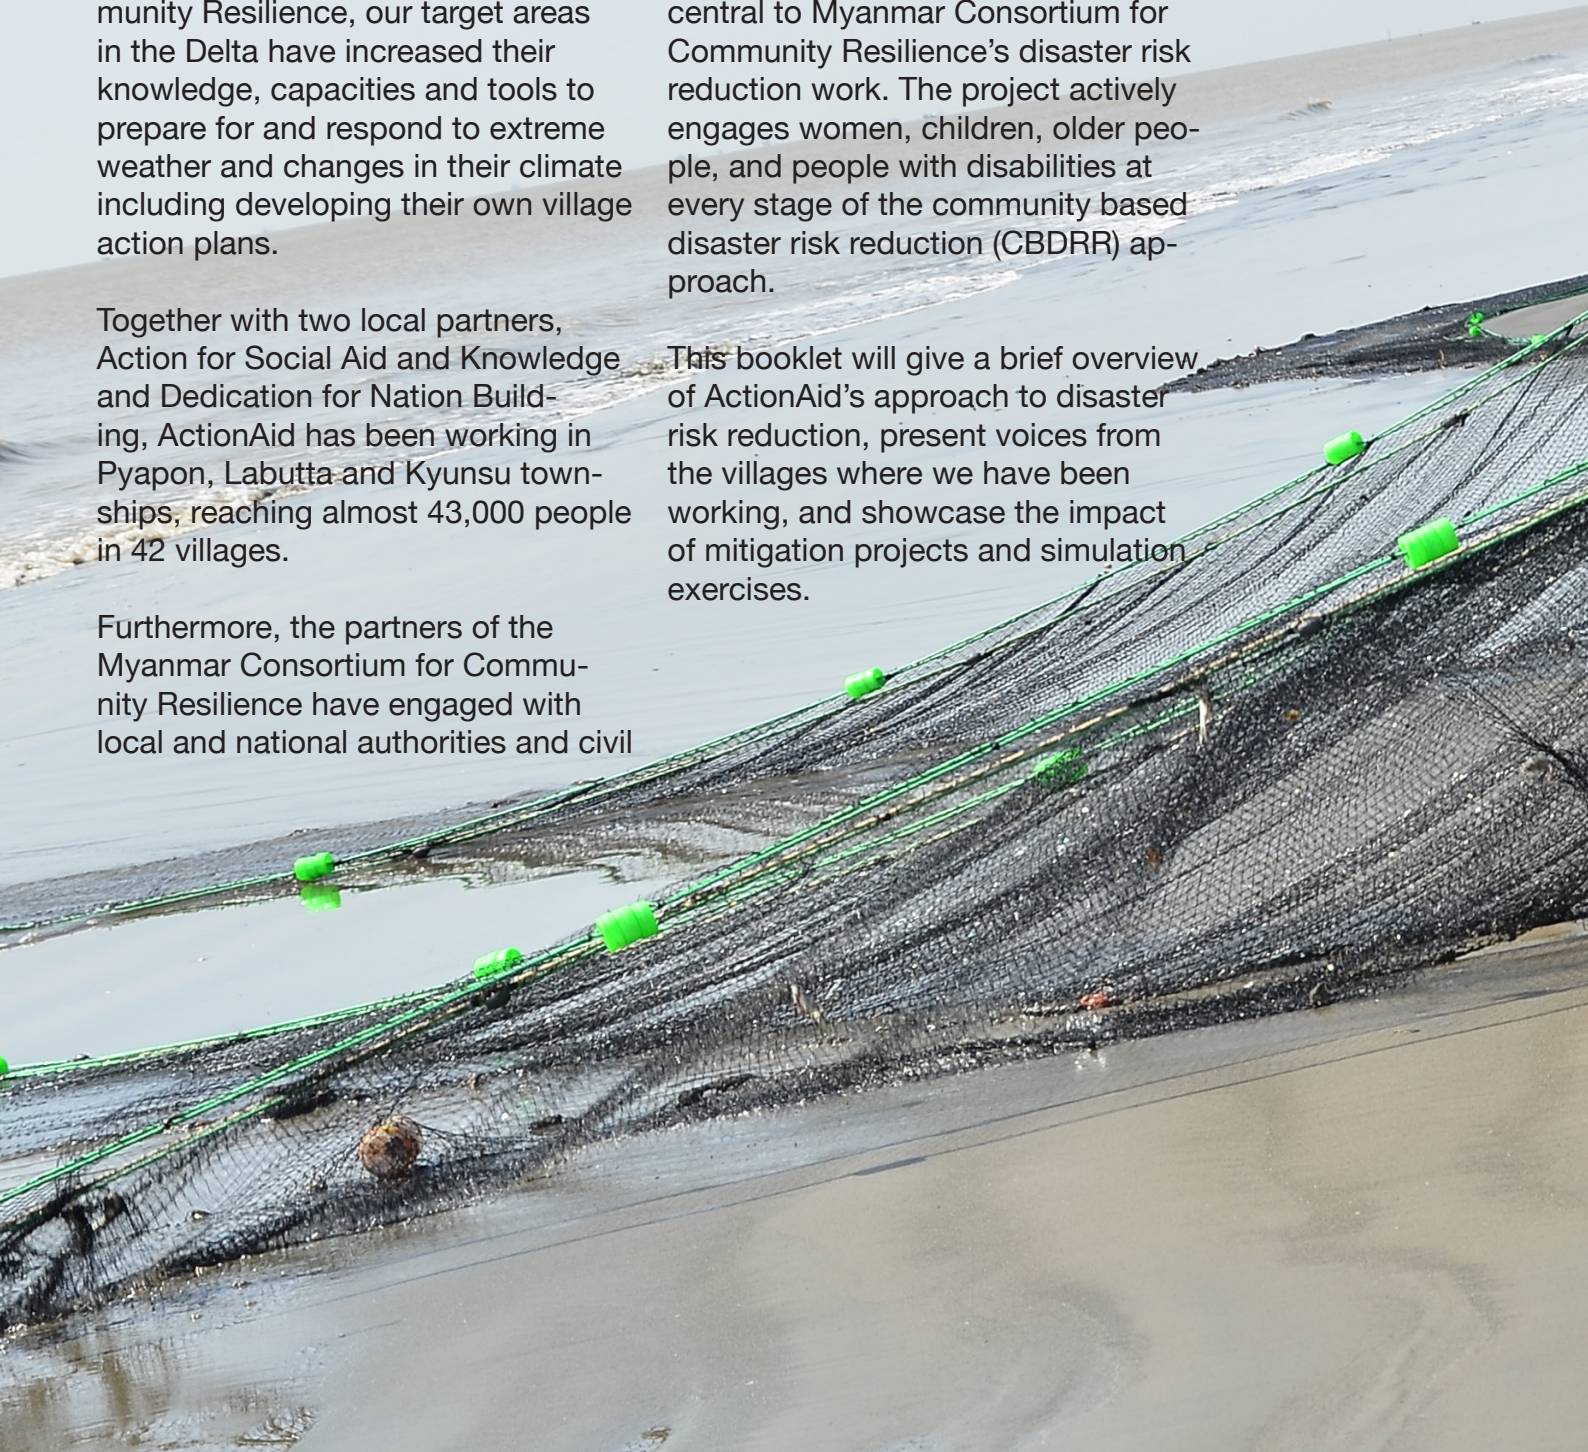 munity Resilience, our target areas
in the Delta have increased their
knowledge, capacities and tools to
prepare for and respond to extreme
weather and changes in their climate
including developing their own village
action plans.
Together with two local partners,
Action for Social Aid and Knowledge
and Dedication for Nation Build-
ing, ActionAid has been working in
Pyapon, Labutta and Kyunsu town-
ships, reaching almost 43,000 people
in 42 villages.
Furthermore, the partners of the
Myanmar Consortium for Commu-
nity Resilience have engaged with
local and national authorities and civil
central to Myanmar Consortium for
Community Resilience’s disaster risk
reduction work. The project actively
engages women, children, older peo-
ple, and people with disabilities at
every stage of the community based
disaster risk reduction (CBDRR) ap-
proach.
This booklet will give a brief overview
of ActionAid’s approach to disaster
risk reduction, present voices from
the villages where we have been
working, and showcase the impact
of mitigation projects and simulation
exercises.